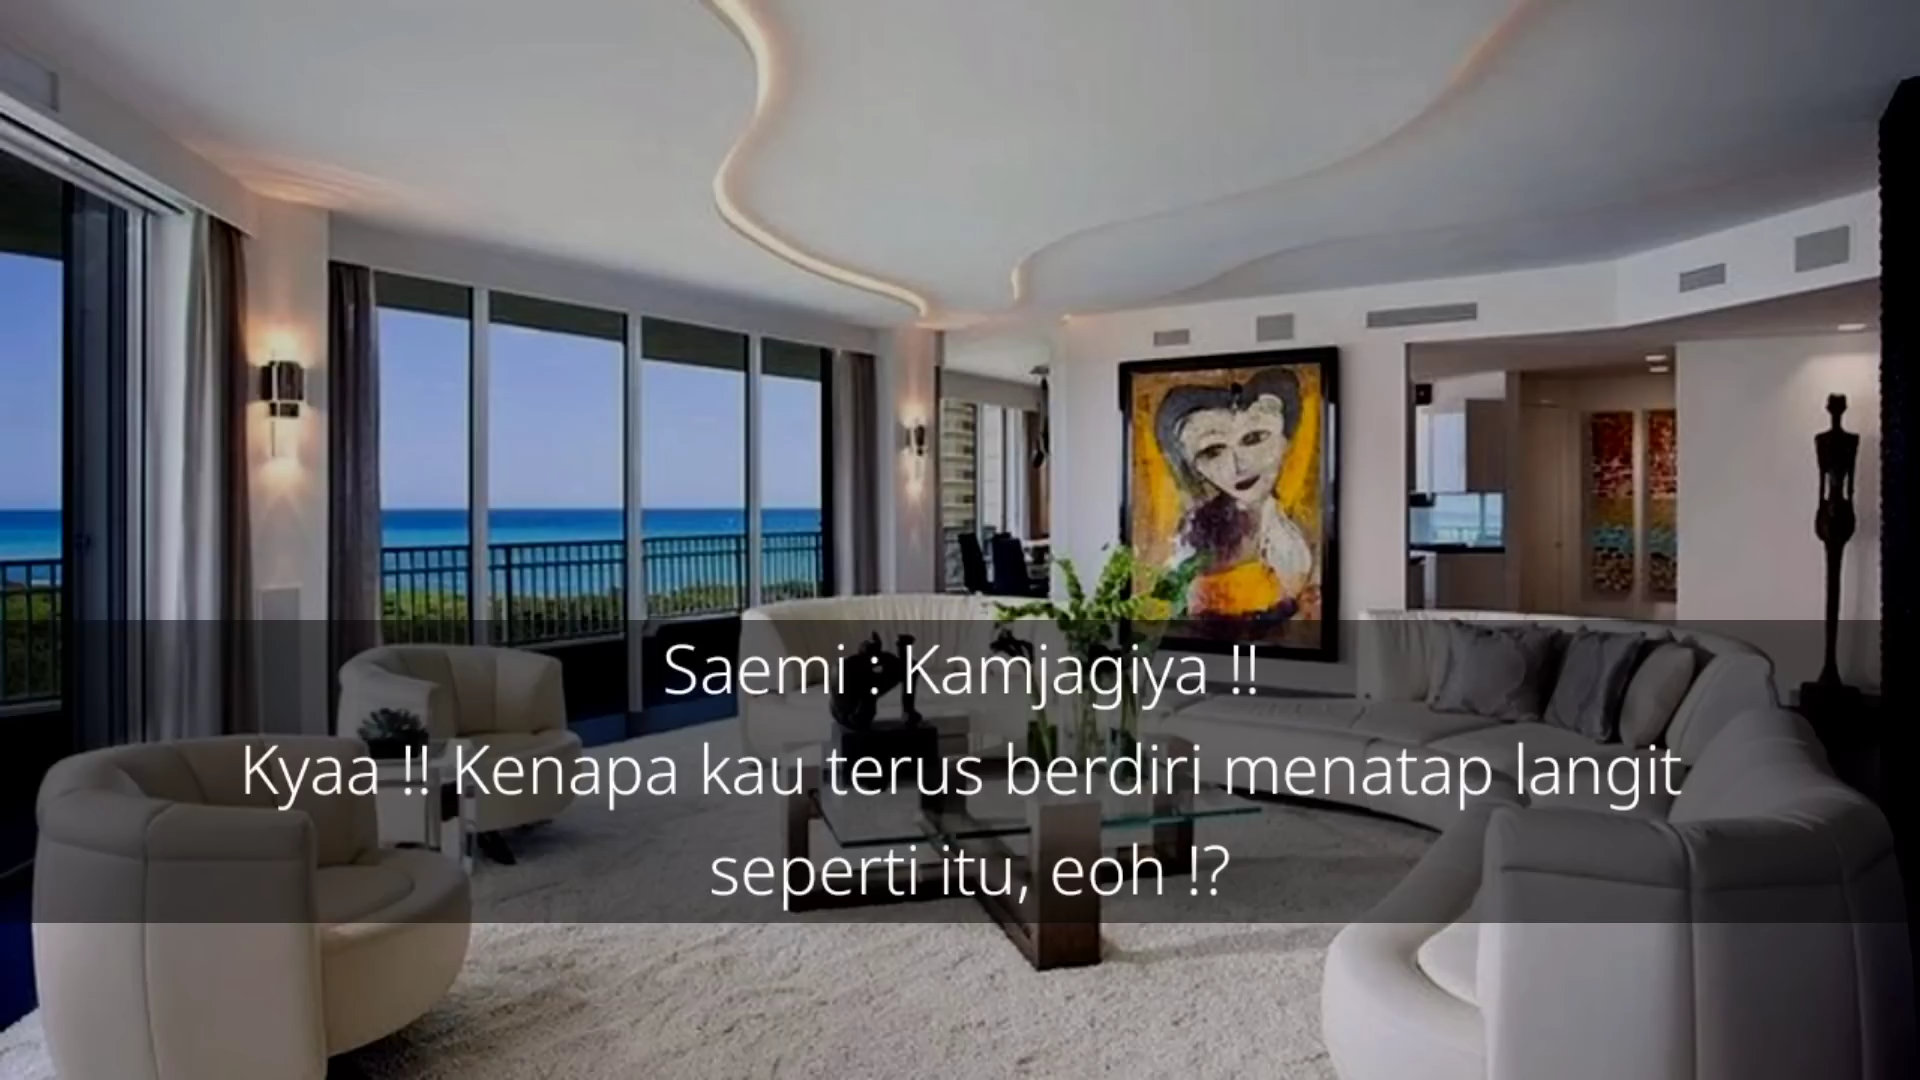 Saemi : Kamjagiya !!
Kyaa !! Kenapa kau terus berdiri menatap langit
seperti itu, eoh !?